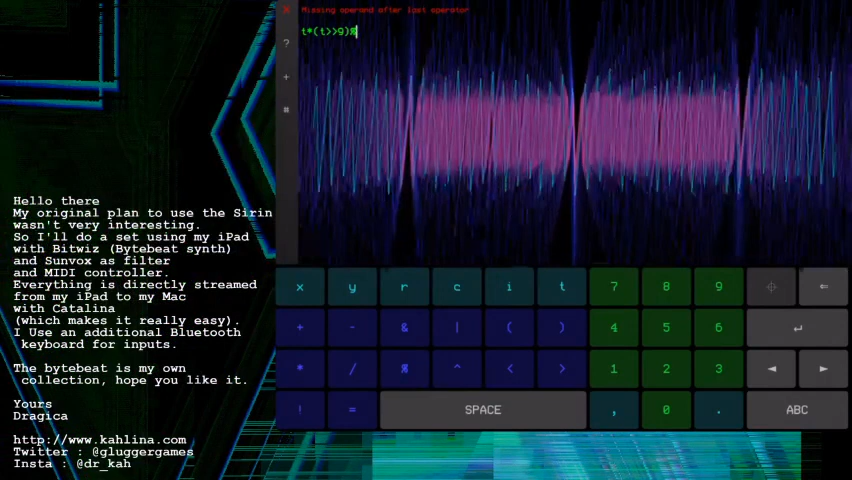 Missing operand after last operator
t*(t>>9)%
x
?
+
#
Hello there
My original plan to use the Sirin
wasn't very interesting.
So I'll do a set using my iPad
with Bitwiz (Bytebeat synth)
and Sunvox as filter
and MIDI controller.
Everything is directly streamed
from my iPad to my Mac
with Catalina
(which makes it really easy).
I Use an additional Bluetooth
keyboard for inputs.
The bytebeat is my own
collection, hope you like it.
Yours
Dragica
http://www.kahlina.com
Twitter : @gluggergames
Insta : @dr_kah
x y r c i t 7 8 9
+ - & | ( ) 4 5 6
* / % ^ < > 1 2 3
! = SPACE , 0 . ABC